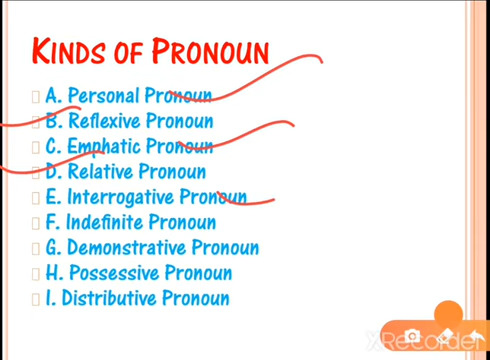 KINDS OF PRONOUN
A. Personal Pronoun
B. Reflexive Pronoun
C. Emphatic Pronoun
D. Relative Pronoun
E. Interrogative Pronoun
F. Indefinite Pronoun
G. Demonstrative Pronoun
H. Possessive Pronoun
I. Distributive Pronoun
XRecorder